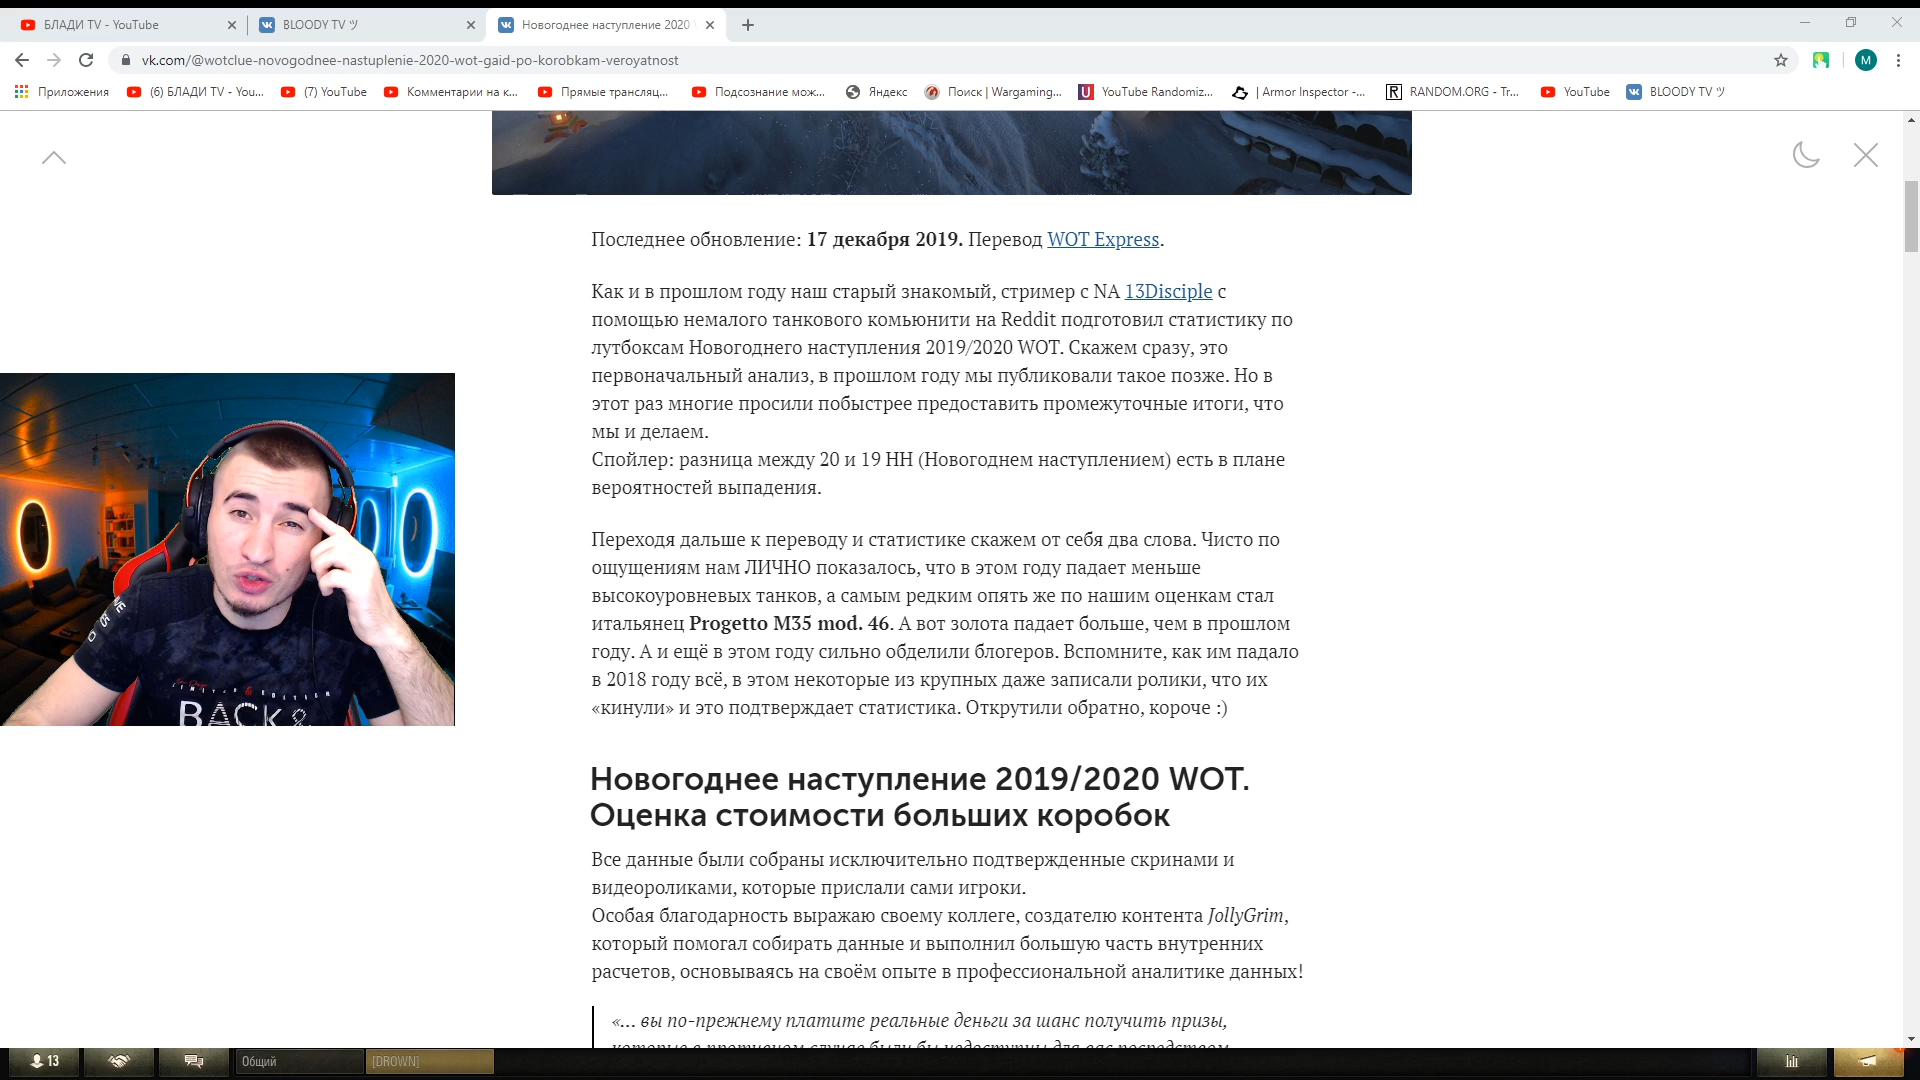 БЛАДИ TV - YouTube
BLOODY TV ツ
Новогоднее наступление 2020
vk.com/@wotclue-novogodnee-nastuplenie-2020-wot-gaid-po-korobkam-veroyatnost
M
Приложения
(6) БЛАДИ TV - You...
(7) YouTube
Комментарии на к...
Прямые трансляц...
Подсознание мож...
Яндекс
Поиск | Wargaming...
YouTube Randomiz...
| Armor Inspector -...
RANDOM.ORG - Tr...
YouTube
BLOODY TV ツ
Последнее обновление: 17 декабря 2019. Перевод WOT Express.
Как и в прошлом году наш старый знакомый, стример с NA 13Disciple с
помощью немалого танкового комьюнити на Reddit подготовил статистику по
лутбоксам Новогоднего наступления 2019/2020 WOT. Скажем сразу, это
первоначальный анализ, в прошлом году мы публиковали такое позже. Но в
этот раз многие просили побыстрее предоставить промежуточные итоги, что
мы и делаем.
Спойлер: разница между 20 и 19 НН (Новогоднем наступлением) есть в плане
вероятностей выпадения.
Переходя дальше к переводу и статистике скажем от себя два слова. Чисто по
ощущениям нам ЛИЧНО показалось, что в этом году падает меньше
высокоуровневых танков, а самым редким опять же по нашим оценкам стал
итальянец Progetto M35 mod. 46. А вот золота падает больше, чем в прошлом
году. А и ещё в этом году сильно обделили блогеров. Вспомните, как им падало
в 2018 году всё, в этом некоторые из крупных даже записали ролики, что их
«кинули» и это подтверждает статистика. Открутили обратно, короче :)
Новогоднее наступление 2019/2020 WOT.
Оценка стоимости больших коробок
Все данные были собраны исключительно подтвержденные скринами и
видеороликами, которые прислали сами игроки.
Особая благодарность выражаю своему коллеге, создателю контента JollyGrim,
который помогал собирать данные и выполнил большую часть внутренних
расчетов, основываясь на своём опыте в профессиональной аналитике данных!
«... вы по-прежнему платите реальные деньги за шанс получить призы,
LIMITED EDITION
BACK &
13
Общий
[DROWN]